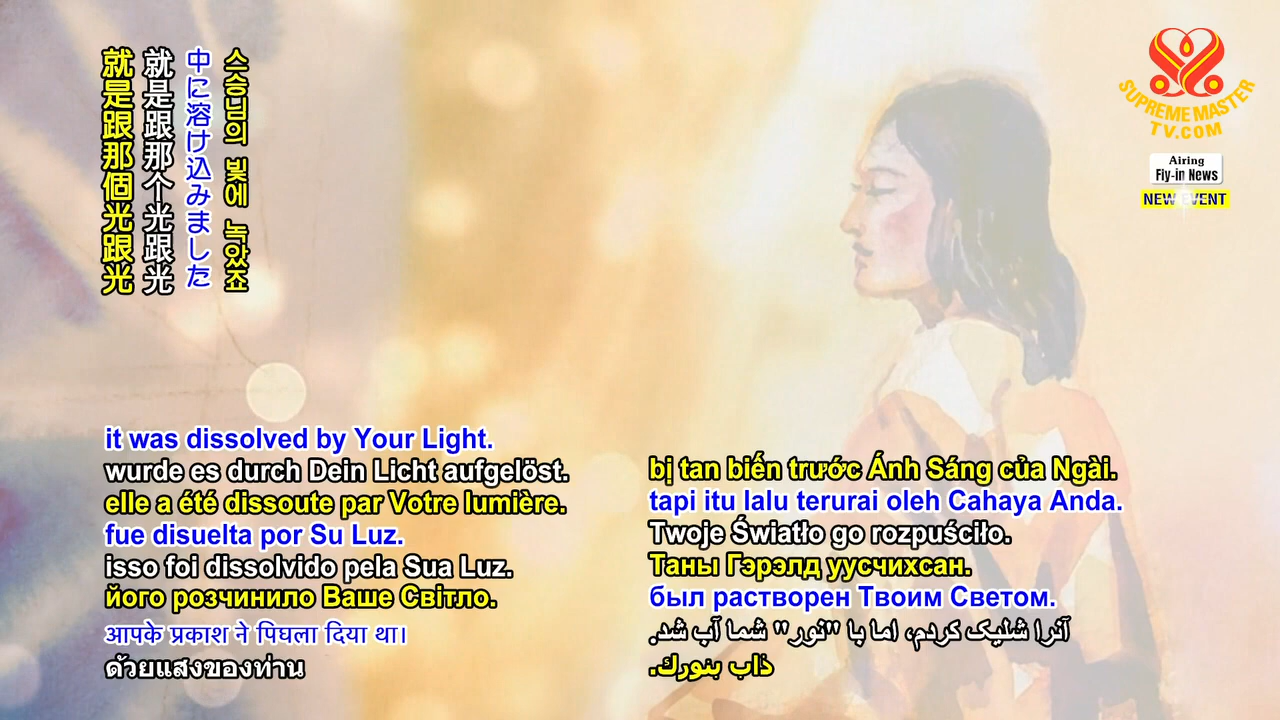 就是跟那個光跟光
就是跟那个光跟光
中に溶け込みました
스승님의 빛에 녹았죠
SUPREME MASTER
TV.COM
Airing
Fly-in News
NEW EVENT
it was dissolved by Your Light.
wurde es durch Dein Licht aufgelöst.
elle a été dissoute par Votre lumière.
fue disuelta por Su Luz.
isso foi dissolvido pela Sua Luz.
його розчинило Ваше Світло.
आपके प्रकाश ने पिघला दिया था।
ด้วยแสงของท่าน
bị tan biến trước Ánh Sáng của Ngài.
tapi itu lalu terurai oleh Cahaya Anda.
Twoje Światło go rozpuściło.
Таны Гэрэлд уусчихсан.
был растворен Твоим Светом.
آنرا شلیک کردم، اما با "نور" شما آب شد.
ذاب بنورك.